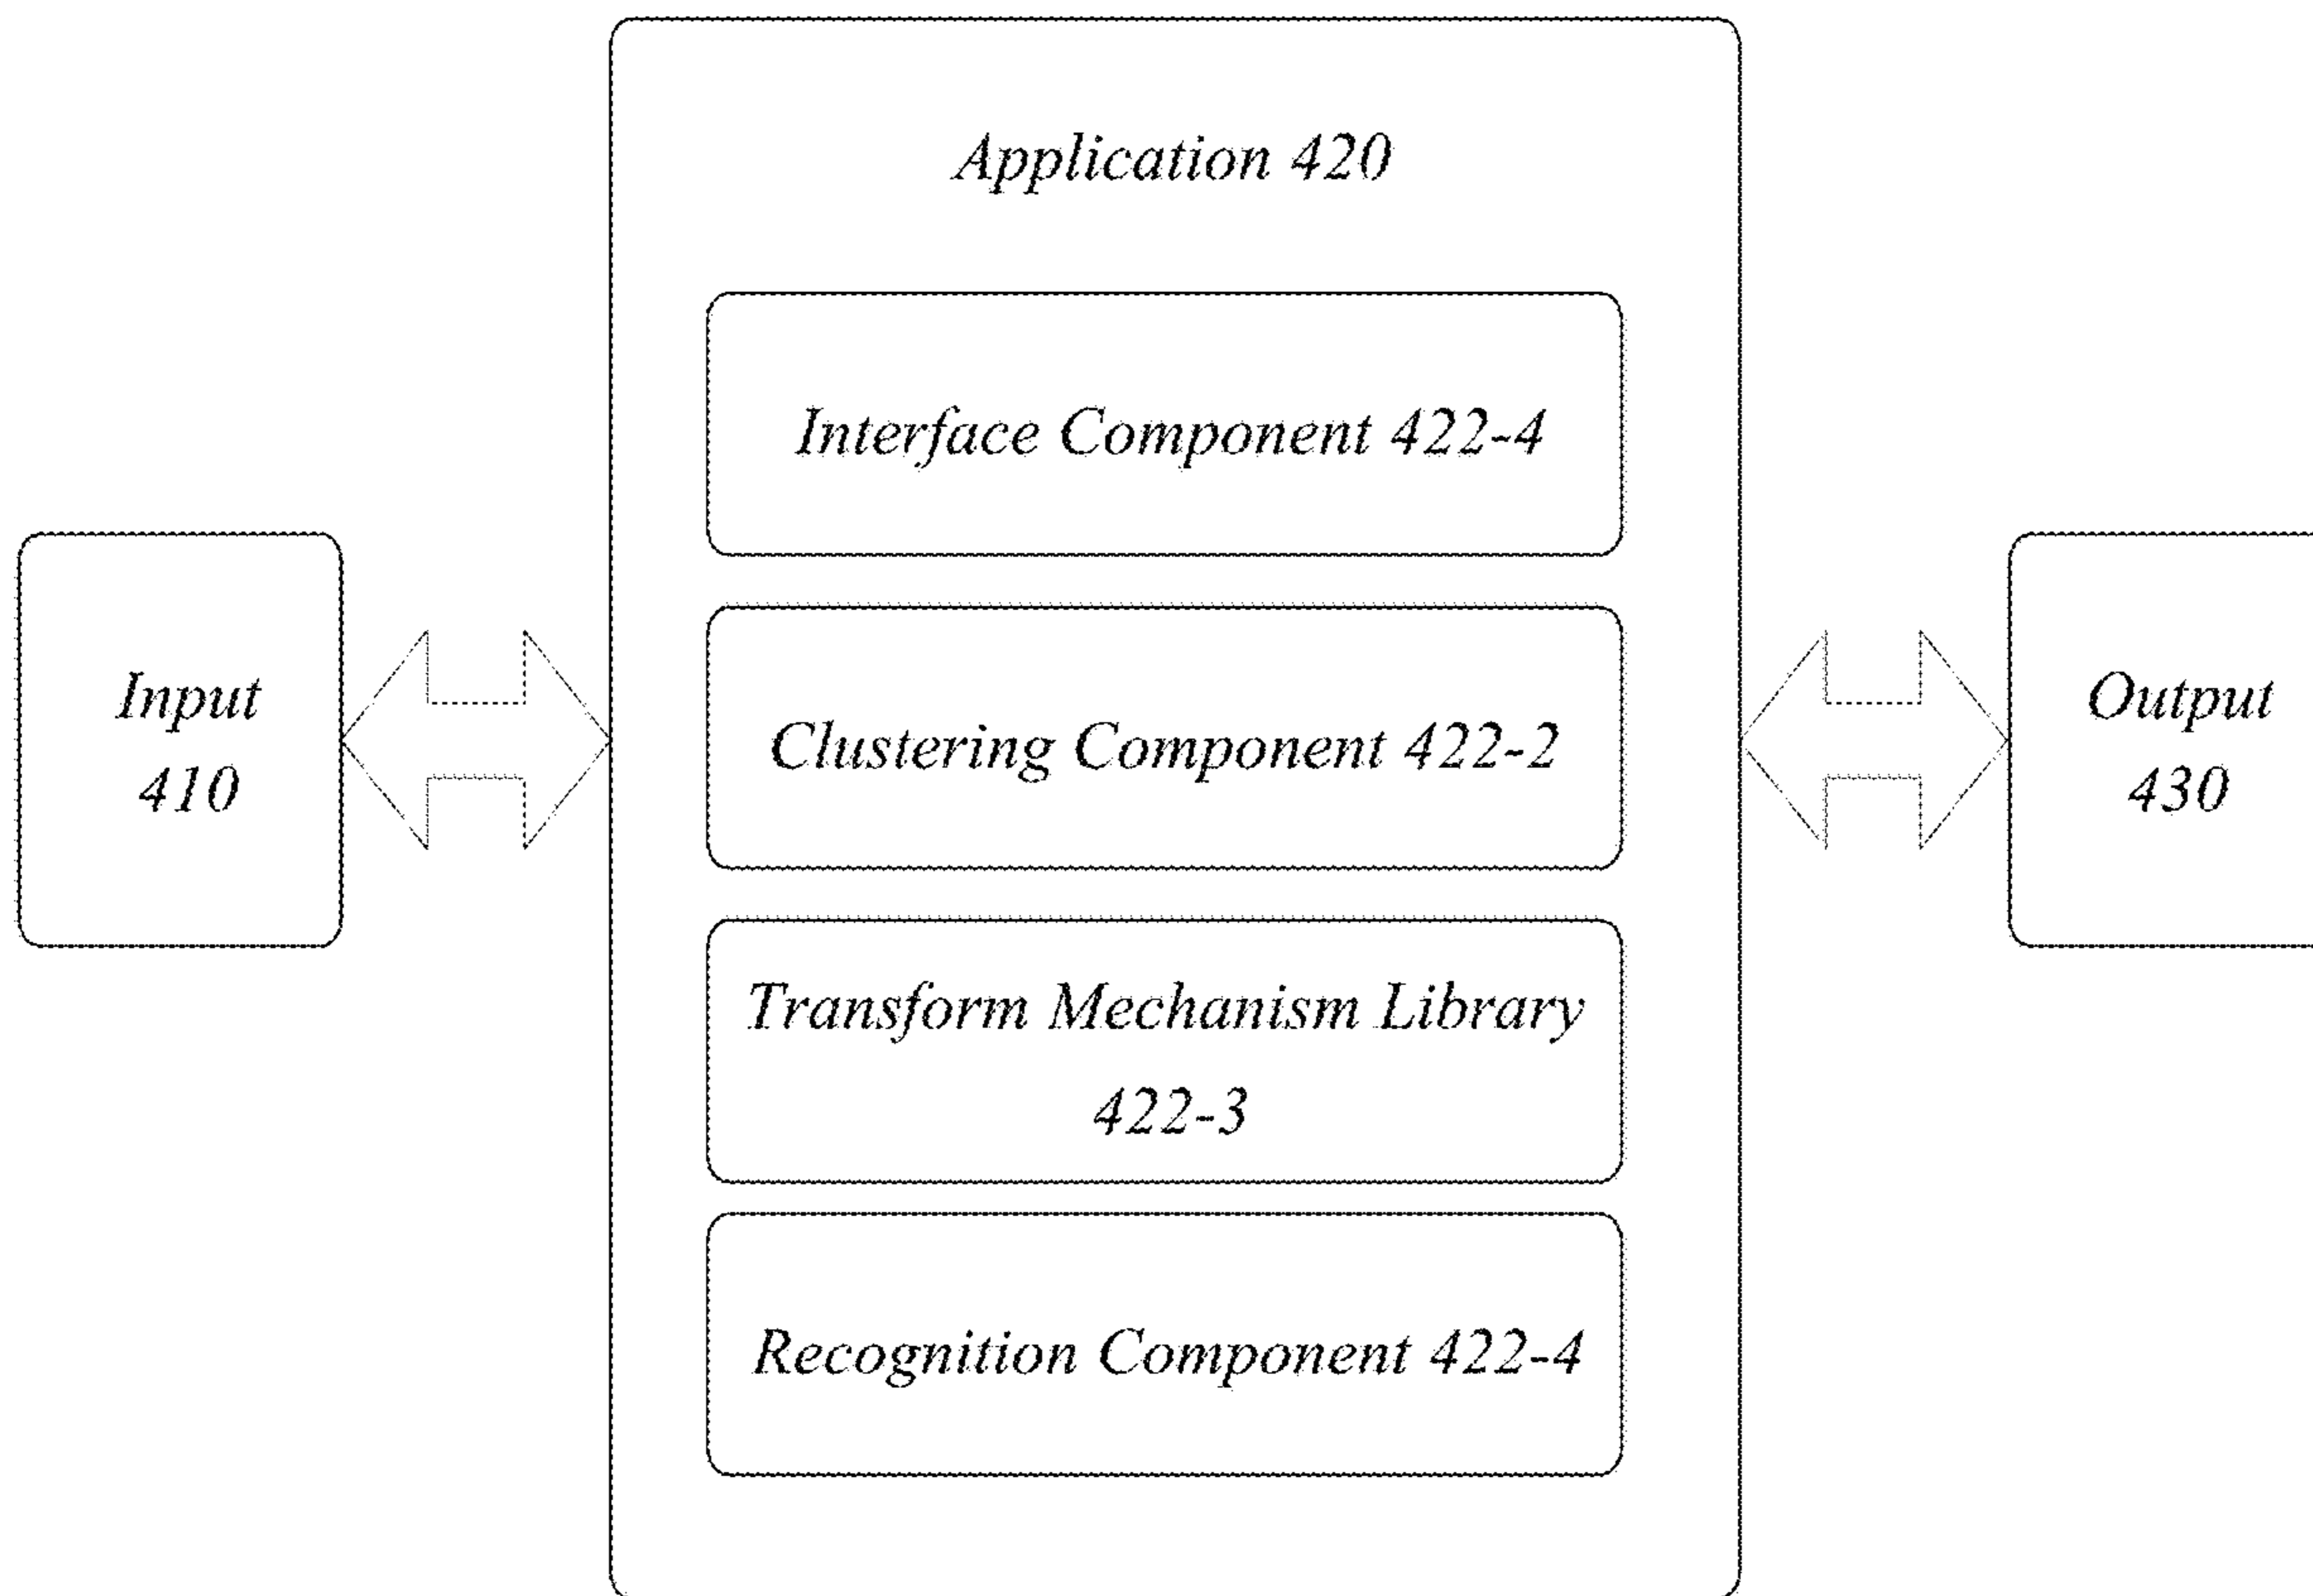 Application 420
Interface Component 422-4
Input
410
Clustering Component 422-2
Output
430
Transform Mechanism Library
422-3
Recognition Component 422-4